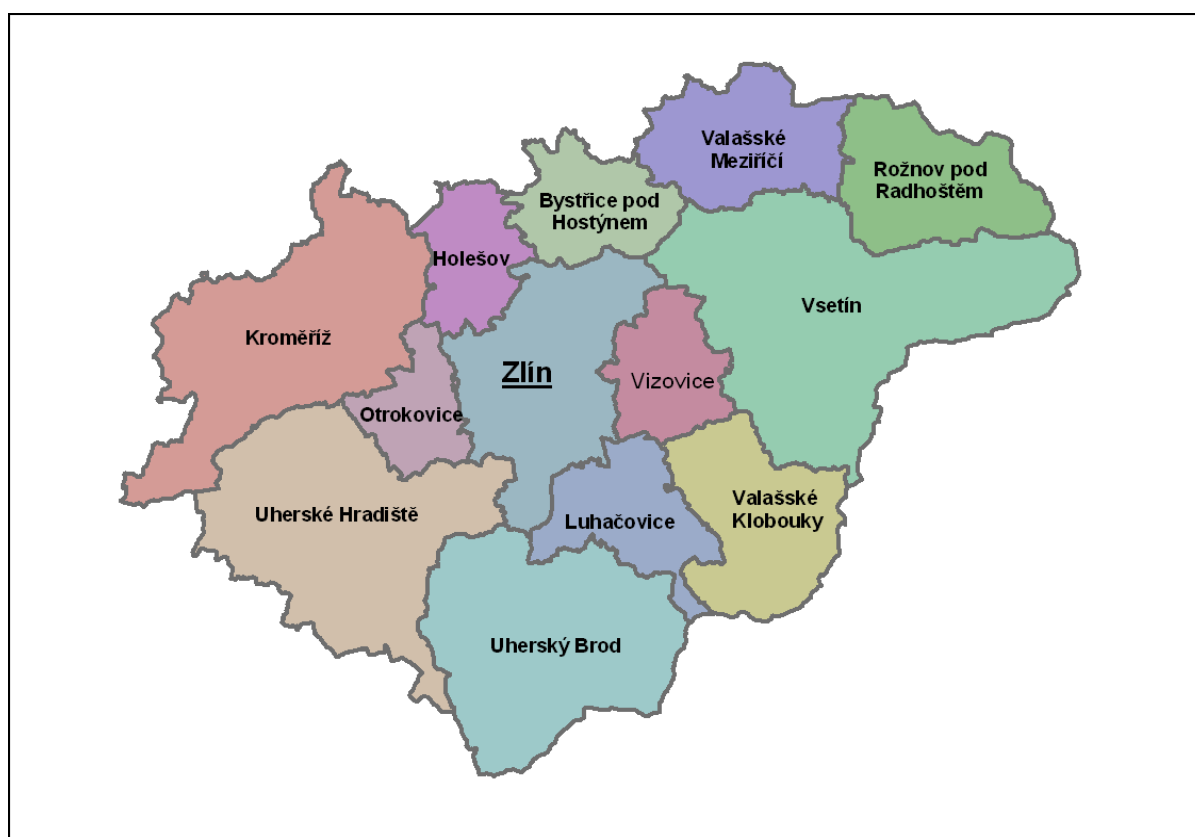 Valašské
Meziříčí
Rožnov pod
Radhoštěm
Bystřice pod
Hostýnem
Holešov
Vsetín
Kroměříž
Zlín
Vizovice
Otrokovice
Valašské
Klobouky
Uherské Hradiště
Luhačovice
Uherský Brod